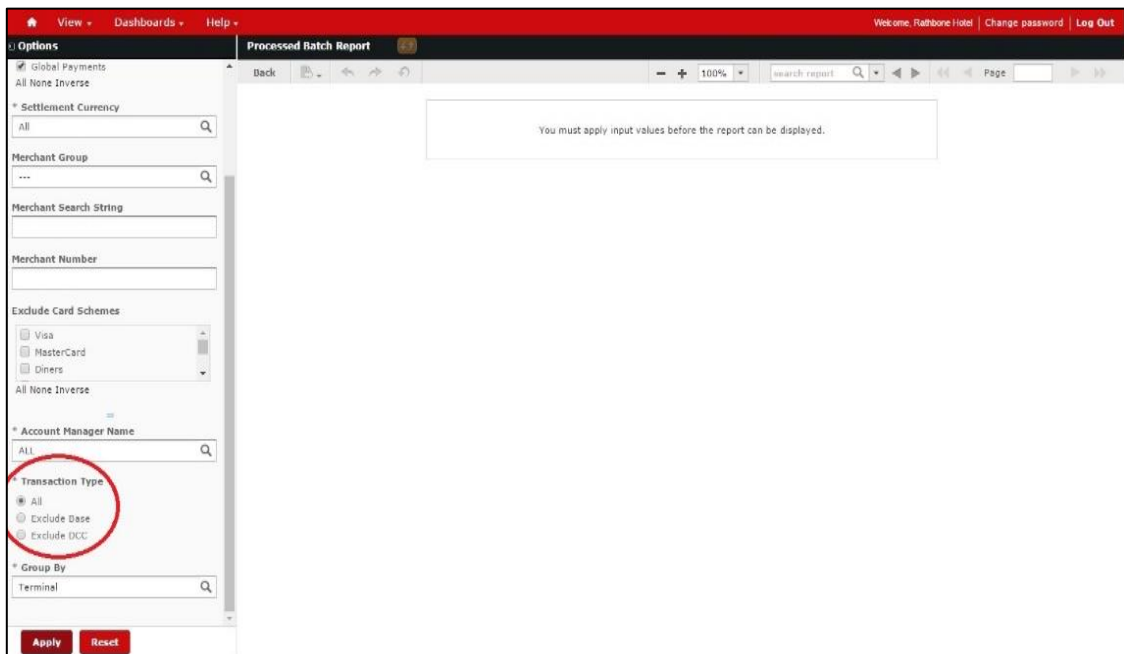 View Dashboards Help Welcome, Rathbone Hotel | Change password | Log Out
Options
Processed Batch Report
Global Payments
All None Inverse
Back 100% search report Page
You must apply input values before the report can be displayed.
* Settlement Currency
All
Merchant Group
---
Merchant Search String
Merchant Number
Exclude Card Schemes
Visa
MasterCard
Diners
All None Inverse
* Account Manager Name
ALL
* Transaction Type
All
Exclude Base
Exclude DCC
* Group By
Terminal
Apply Reset